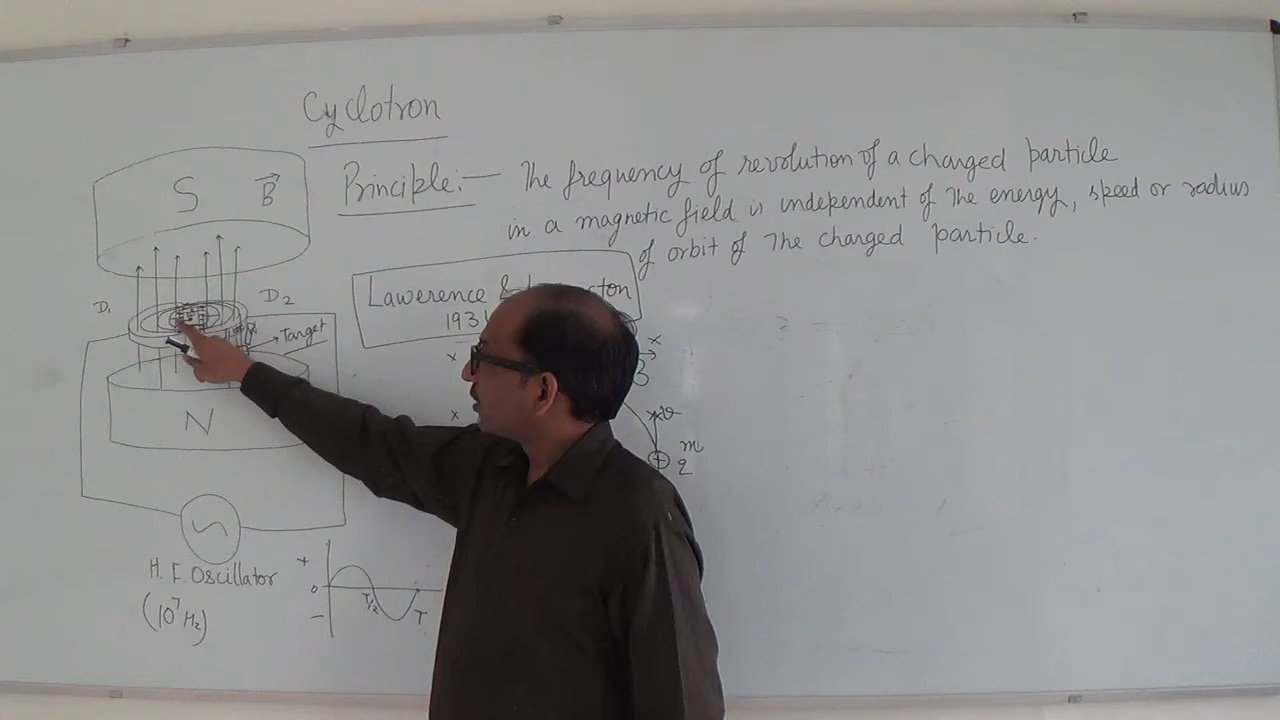 Cyclotron
Principle:— The frequency of revolution of a charged particle
in a magnetic field is independent of the energy, speed or radius
of orbit of the charged particle.
S
B
Lawerence &
1931
D1
D2
Target
N
x
x
x
m
q
H. F. Oscillator
(10⁷ Hz)
+
0
−
T/2
T